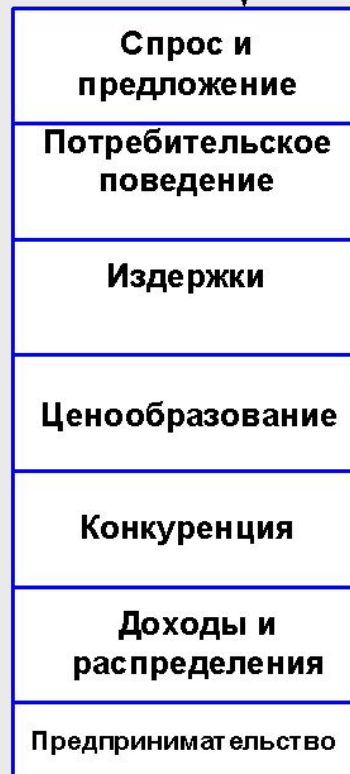 Спрос и
предложение
Потребительское
поведение
Издержки
Ценообразование
Конкуренция
Доходы и
распределения
Предпринимательство